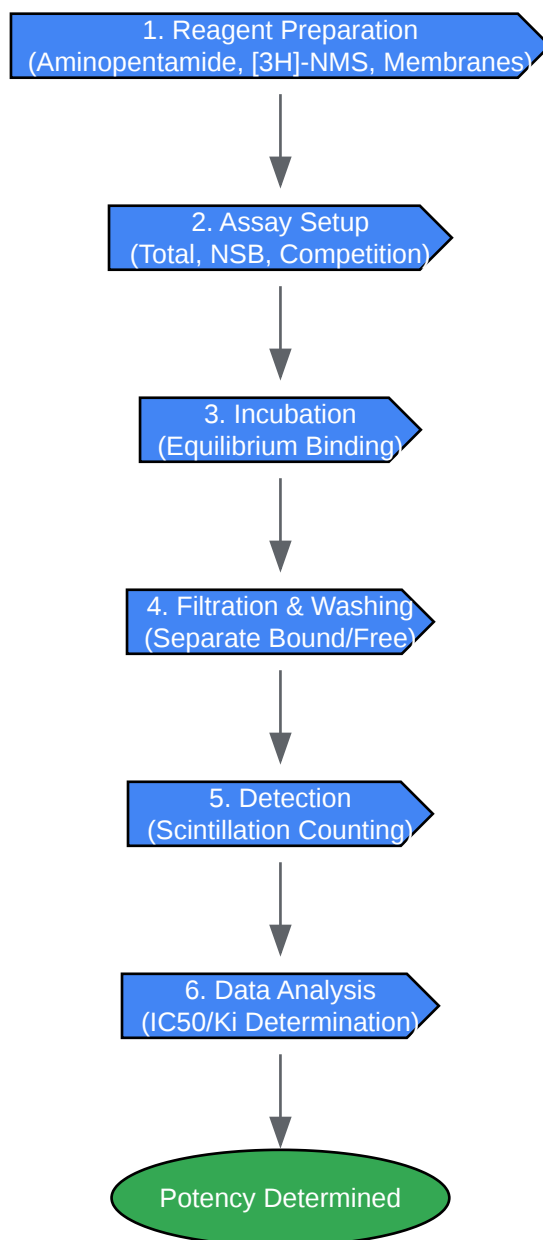 1. Reagent Preparation
(Aminopentamide, [3H]-NMS, Membranes)
2. Assay Setup
(Total, NSB, Competition)
3. Incubation
(Equilibrium Binding)
4. Filtration & Washing
(Separate Bound/Free)
5. Detection
(Scintillation Counting)
6. Data Analysis
(IC50/Ki Determination)
Potency Determined